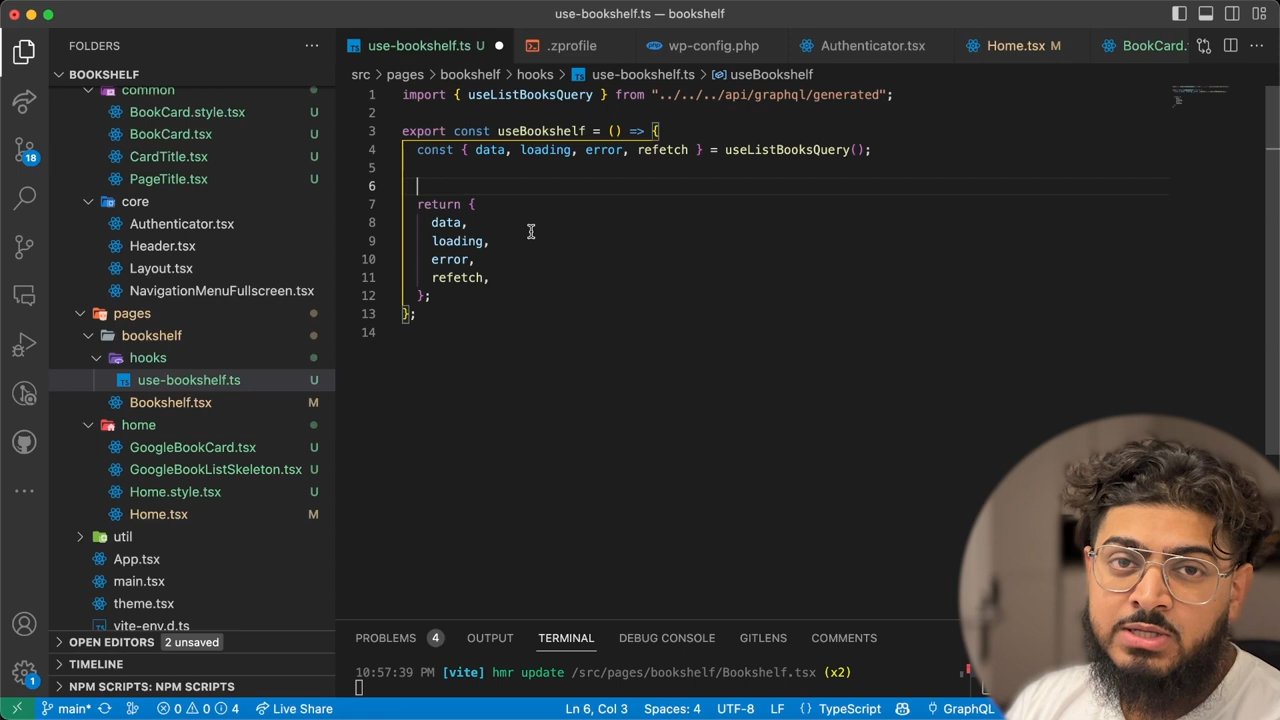 use-bookshelf.ts — bookshelf
FOLDERS
use-bookshelf.ts U
.zprofile
wp-config.php
Authenticator.tsx
Home.tsx M
BookCard.
BOOKSHELF
src > pages > bookshelf > hooks > use-bookshelf.ts > useBookshelf
common
BookCard.style.tsx U
BookCard.tsx U
CardTitle.tsx U
PageTitle.tsx U
core
Authenticator.tsx
Header.tsx
Layout.tsx
NavigationMenuFullscreen.tsx
pages
bookshelf
hooks
use-bookshelf.ts U
Bookshelf.tsx M
home
GoogleBookCard.tsx U
GoogleBookListSkeleton.tsx U
Home.style.tsx U
Home.tsx M
util
App.tsx
main.tsx
theme.tsx
vite-env.d.ts
OPEN EDITORS 2 unsaved
TIMELINE
NPM SCRIPTS: NPM SCRIPTS
18
1
1 import { useListBooksQuery } from "../../../api/graphql/generated";
2
3 export const useBookshelf = () => {
4 const { data, loading, error, refetch } = useListBooksQuery();
5
6
7 return {
8 data,
9 loading,
10 error,
11 refetch,
12 };
13 };
14
PROBLEMS 4 OUTPUT TERMINAL DEBUG CONSOLE GITLENS COMMENTS
10:57:39 PM [vite] hmr update /src/pages/bookshelf/Bookshelf.tsx (x2)
main* 0 0 4 Live Share Ln 6, Col 3 Spaces: 4 UTF-8 LF {} TypeScript GraphQL